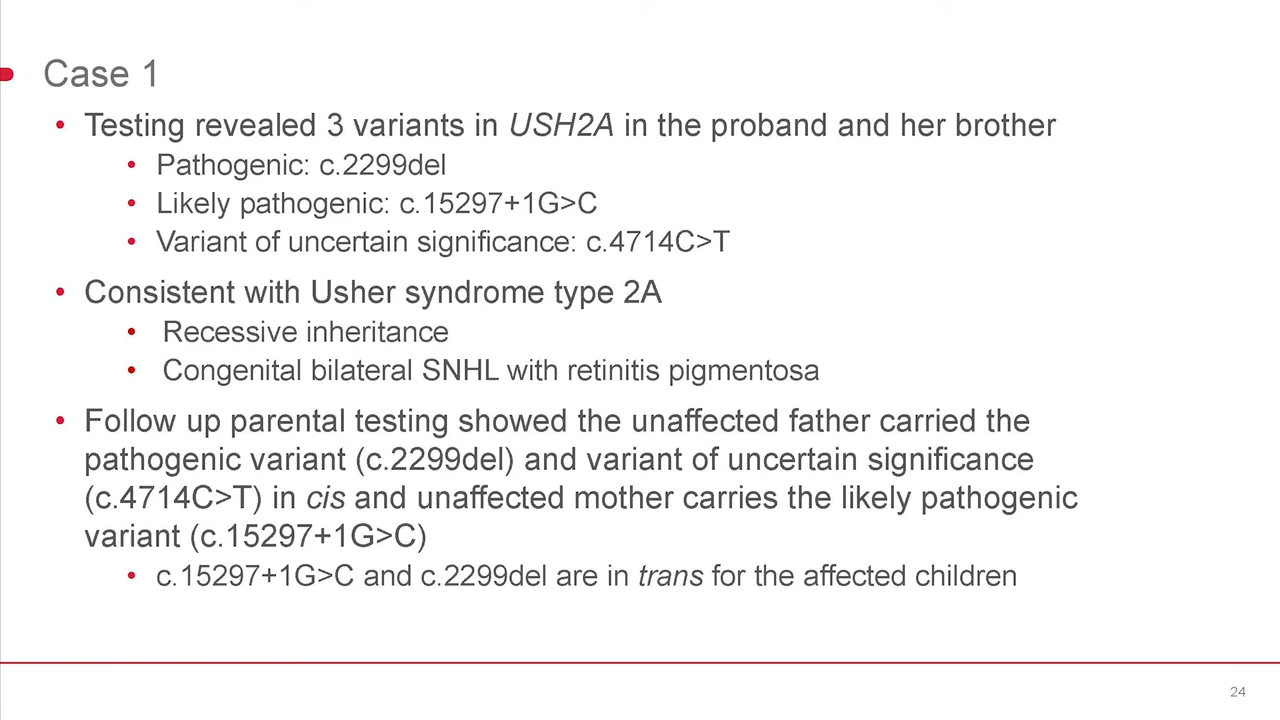 Case 1
• Testing revealed 3 variants in USH2A in the proband and her brother
• Pathogenic: c.2299del
• Likely pathogenic: c.15297+1G>C
• Variant of uncertain significance: c.4714C>T
• Consistent with Usher syndrome type 2A
• Recessive inheritance
• Congenital bilateral SNHL with retinitis pigmentosa
• Follow up parental testing showed the unaffected father carried the
pathogenic variant (c.2299del) and variant of uncertain significance
(c.4714C>T) in cis and unaffected mother carries the likely pathogenic
variant (c.15297+1G>C)
• c.15297+1G>C and c.2299del are in trans for the affected children
24